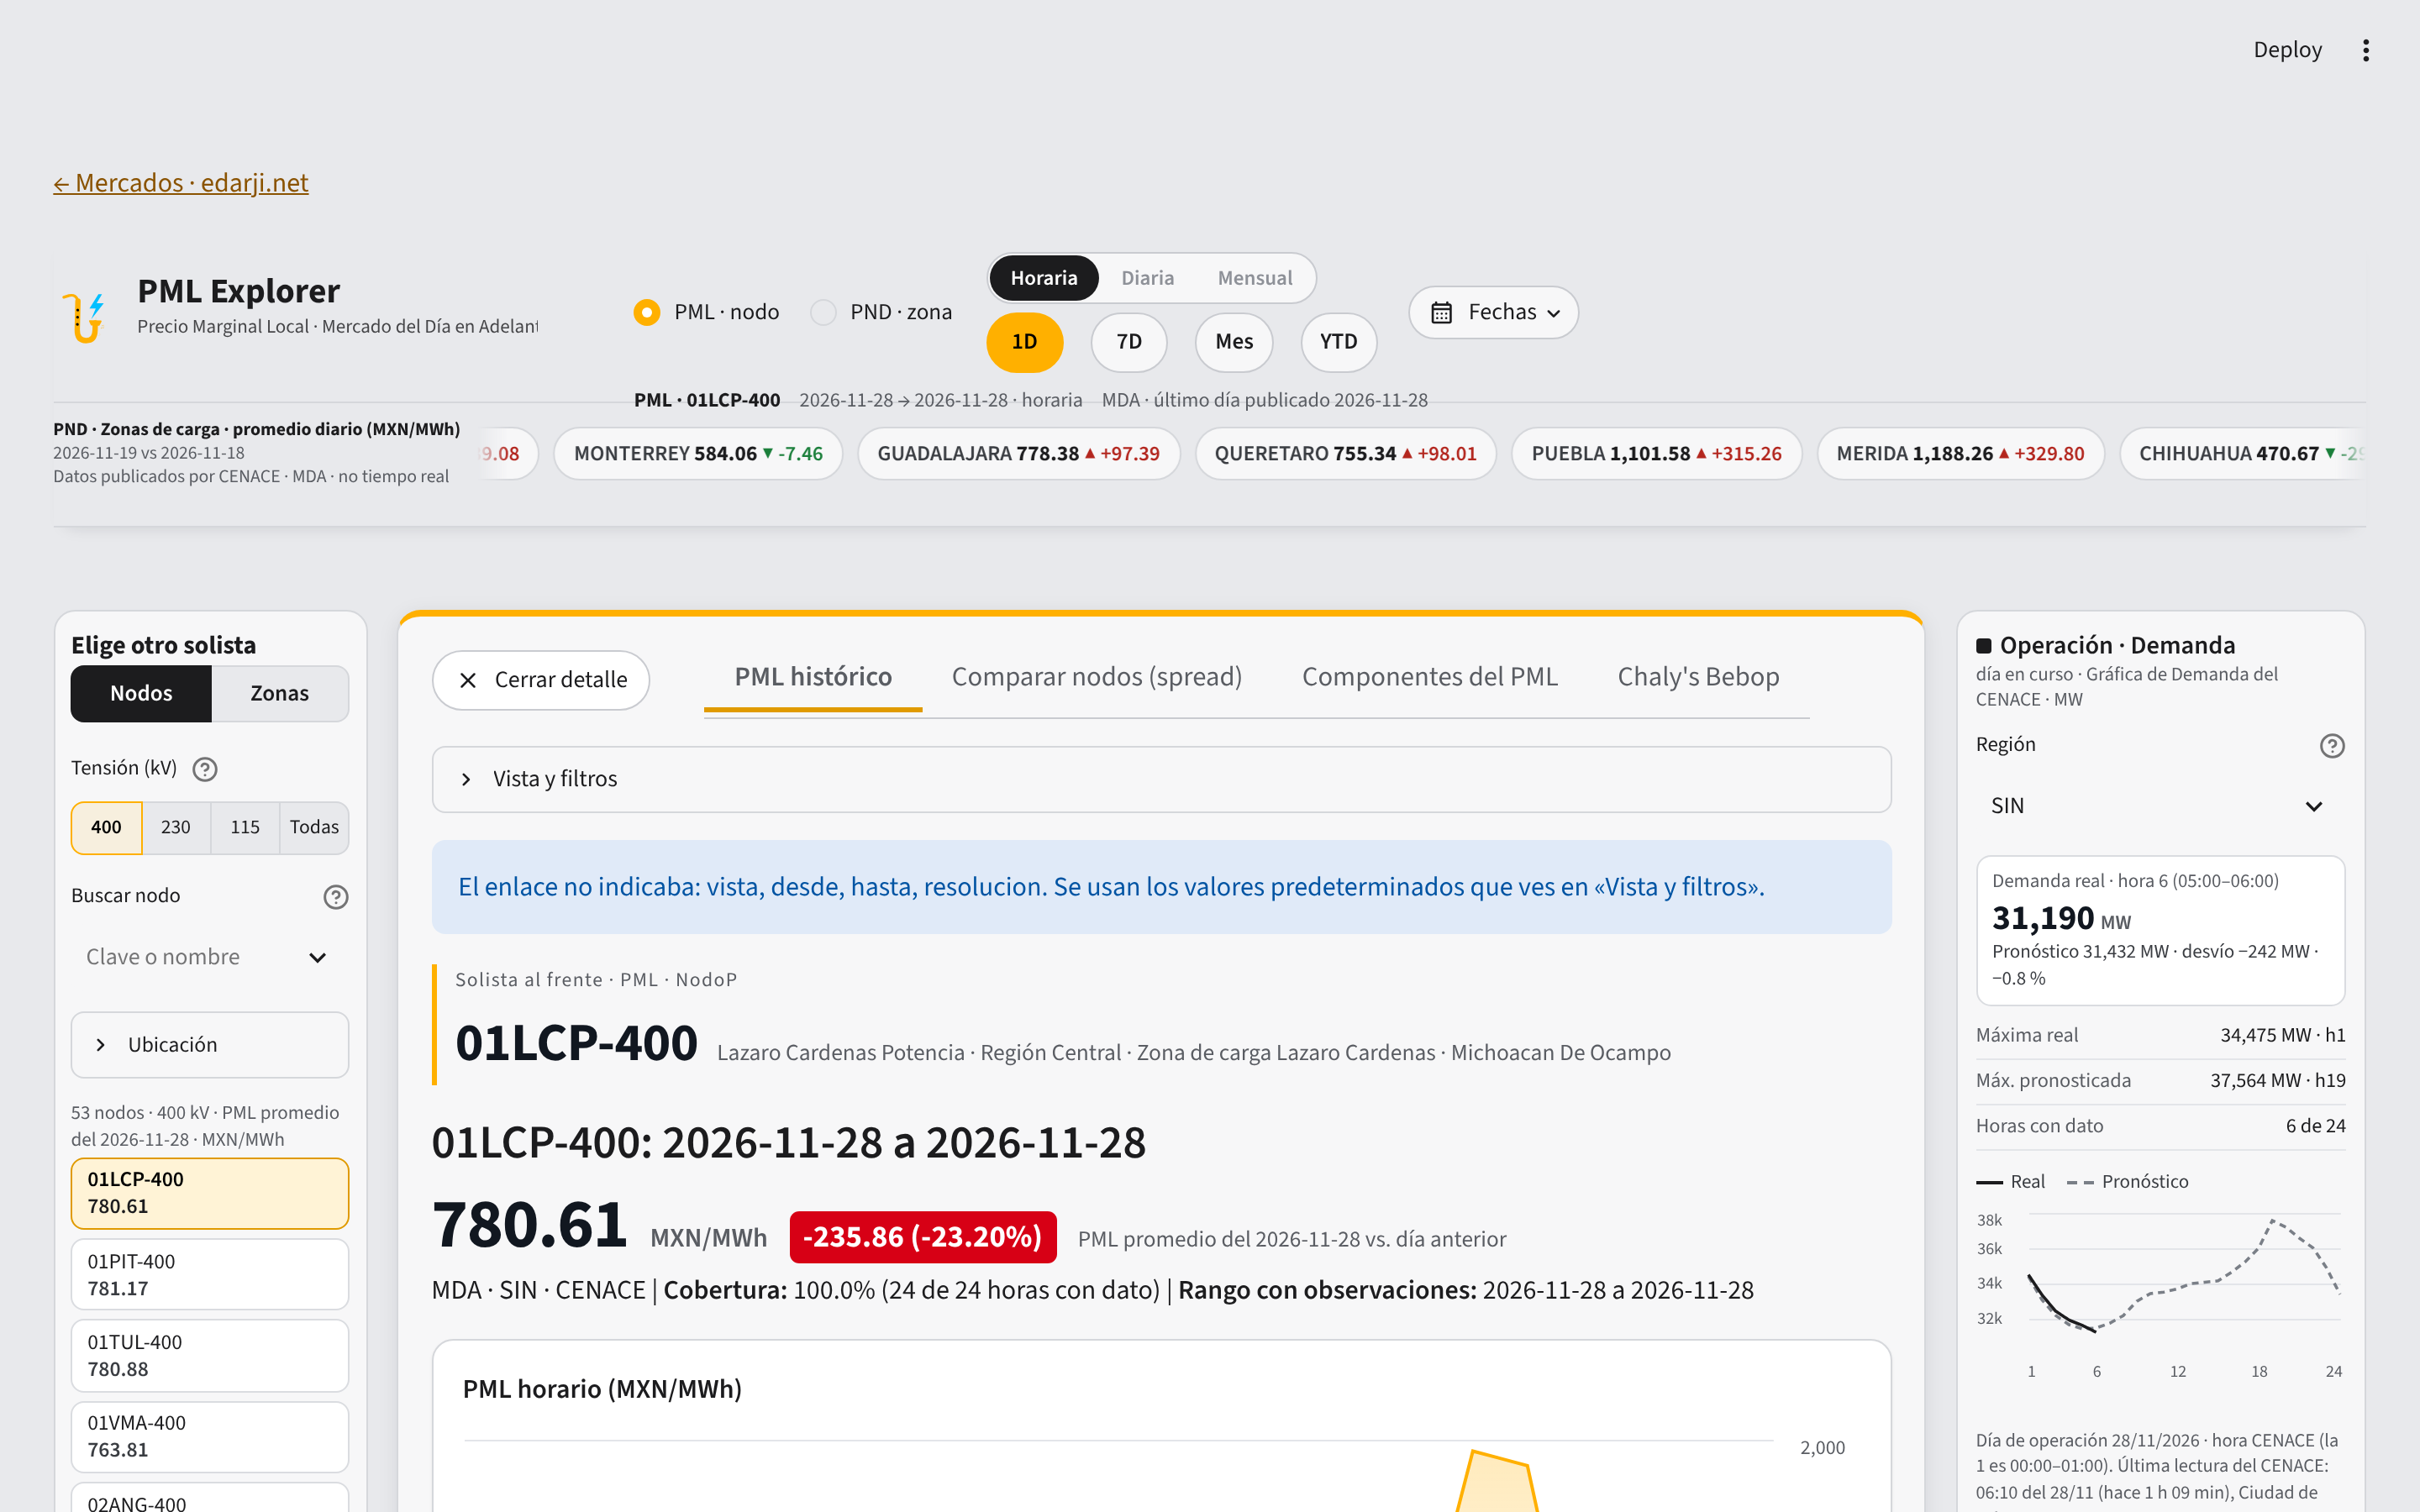 Deploy
← Mercados · edarji.net
PML Explorer
Precio Marginal Local · Mercado del Día en
PML · nodo
PND · zona
Horaria
Diaria
Mensual
1D
7D
Mes
YTD
Fechas
PML · 01LCP-400 2026-11-28 → 2026-11-28 · horaria MDA · último día publicado 2026-11-28
PND · Zonas de carga · promedio diario (MXN/MWh)
2026-11-19 vs 2026-11-18
Datos publicados por CENACE · MDA · no tiempo real
9.08
MONTERREY 584.06 ▼ -7.46
GUADALAJARA 778.38 ▲ +97.39
QUERETARO 755.34 ▲ +98.01
PUEBLA 1,101.58 ▲ +315.26
MERIDA 1,188.26 ▲ +329.80
CHIHUAHUA 470.67 ▼
Elige otro solista
Nodos
Zonas
Tensión (kV)
400
230
115
Todas
Buscar nodo
Clave o nombre
Ubicación
53 nodos · 400 kV · PML promedio
del 2026-11-28 · MXN/MWh
01LCP-400
780.61
01PIT-400
781.17
01TUL-400
780.88
01VMA-400
763.81
02ANG-400
Cerrar detalle
PML histórico
Comparar nodos (spread)
Componentes del PML
Chaly's Bebop
Vista y filtros
El enlace no indicaba: vista, desde, hasta, resolucion. Se usan los valores predeterminados que ves en «Vista y filtros».
Solista al frente · PML · NodoP
01LCP-400 Lazaro Cardenas Potencia · Región Central · Zona de carga Lazaro Cardenas · Michoacan De Ocampo
01LCP-400: 2026-11-28 a 2026-11-28
780.61 MXN/MWh -235.86 (-23.20%) PML promedio del 2026-11-28 vs. día anterior
MDA · SIN · CENACE | Cobertura: 100.0% (24 de 24 horas con dato) | Rango con observaciones: 2026-11-28 a 2026-11-28
PML horario (MXN/MWh)
2,000
Operación · Demanda
día en curso · Gráfica de Demanda del
CENACE · MW
Región
SIN
Demanda real · hora 6 (05:00–06:00)
31,190 MW
Pronóstico 31,432 MW · desvío −242 MW ·
−0.8 %
Máxima real 34,475 MW · h1
Máx. pronosticada 37,564 MW · h19
Horas con dato 6 de 24
Real Pronóstico
38k
36k
34k
32k
1 6 12 18 24
Día de operación 28/11/2026 · hora CENACE (la
1 es 00:00–01:00). Última lectura del CENACE:
06:10 del 28/11 (hace 1 h 09 min), Ciudad de